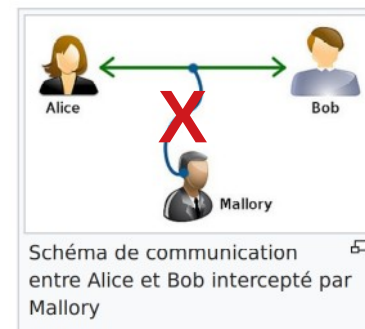 Alice
Bob
X
Mallory
Schéma de communication
entre Alice et Bob intercepté par
Mallory